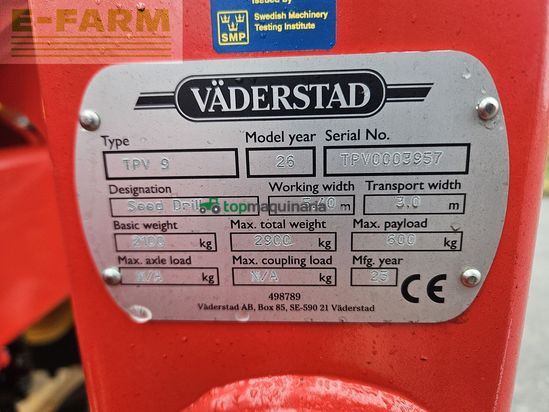 E-FARM
Issued by
Swedish Machinery
Testing Institute
SMP
VÄDERSTAD
Type Model year Serial No.
TPV 9 26 TPV0003957
Designation Working width Transport width
Seed Drill topmaquinaria m 3.0 m
Basic weight Max. total weight Max. payload
2100 kg 2900 kg 600 kg
Max. axle load Max. coupling load Mfg. year
N/A kg N/A kg 25 CE
498789
Väderstad AB, Box 85, SE-590 21 Väderstad